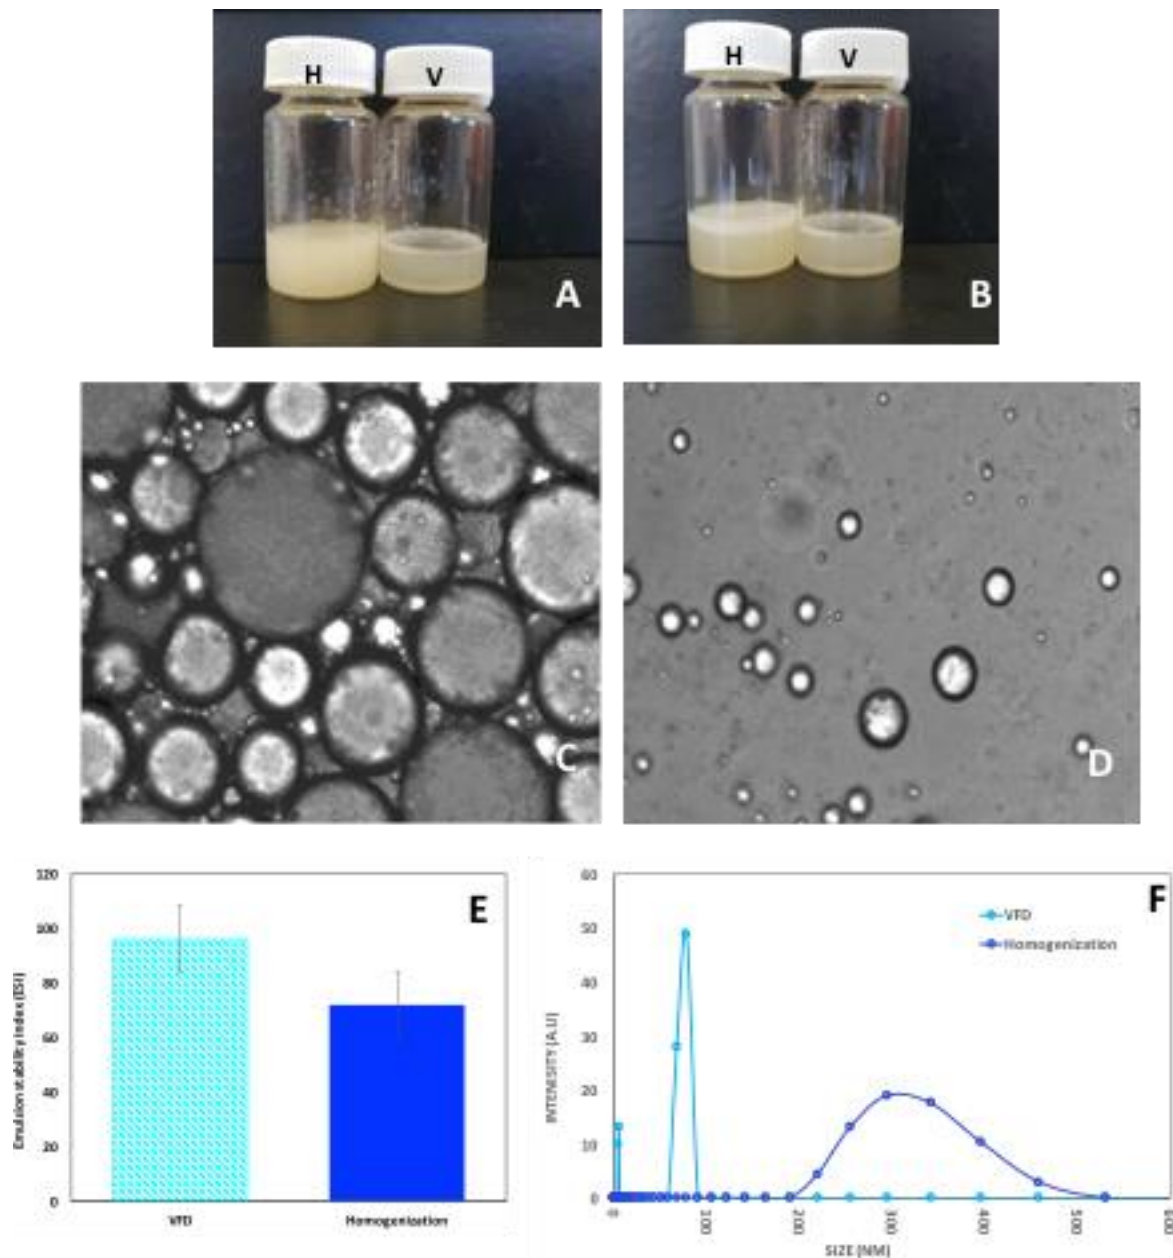 H V
A
H V
B
C
D
E
Emulsion stability index (ESI)
120
100
80
60
40
20
0
VFD
Homogenization
F
INTENESITY (A.U)
60
50
40
30
20
10
0
VFD
Homogenization
0 100 200 300 400 500 600
SIZE (NM)